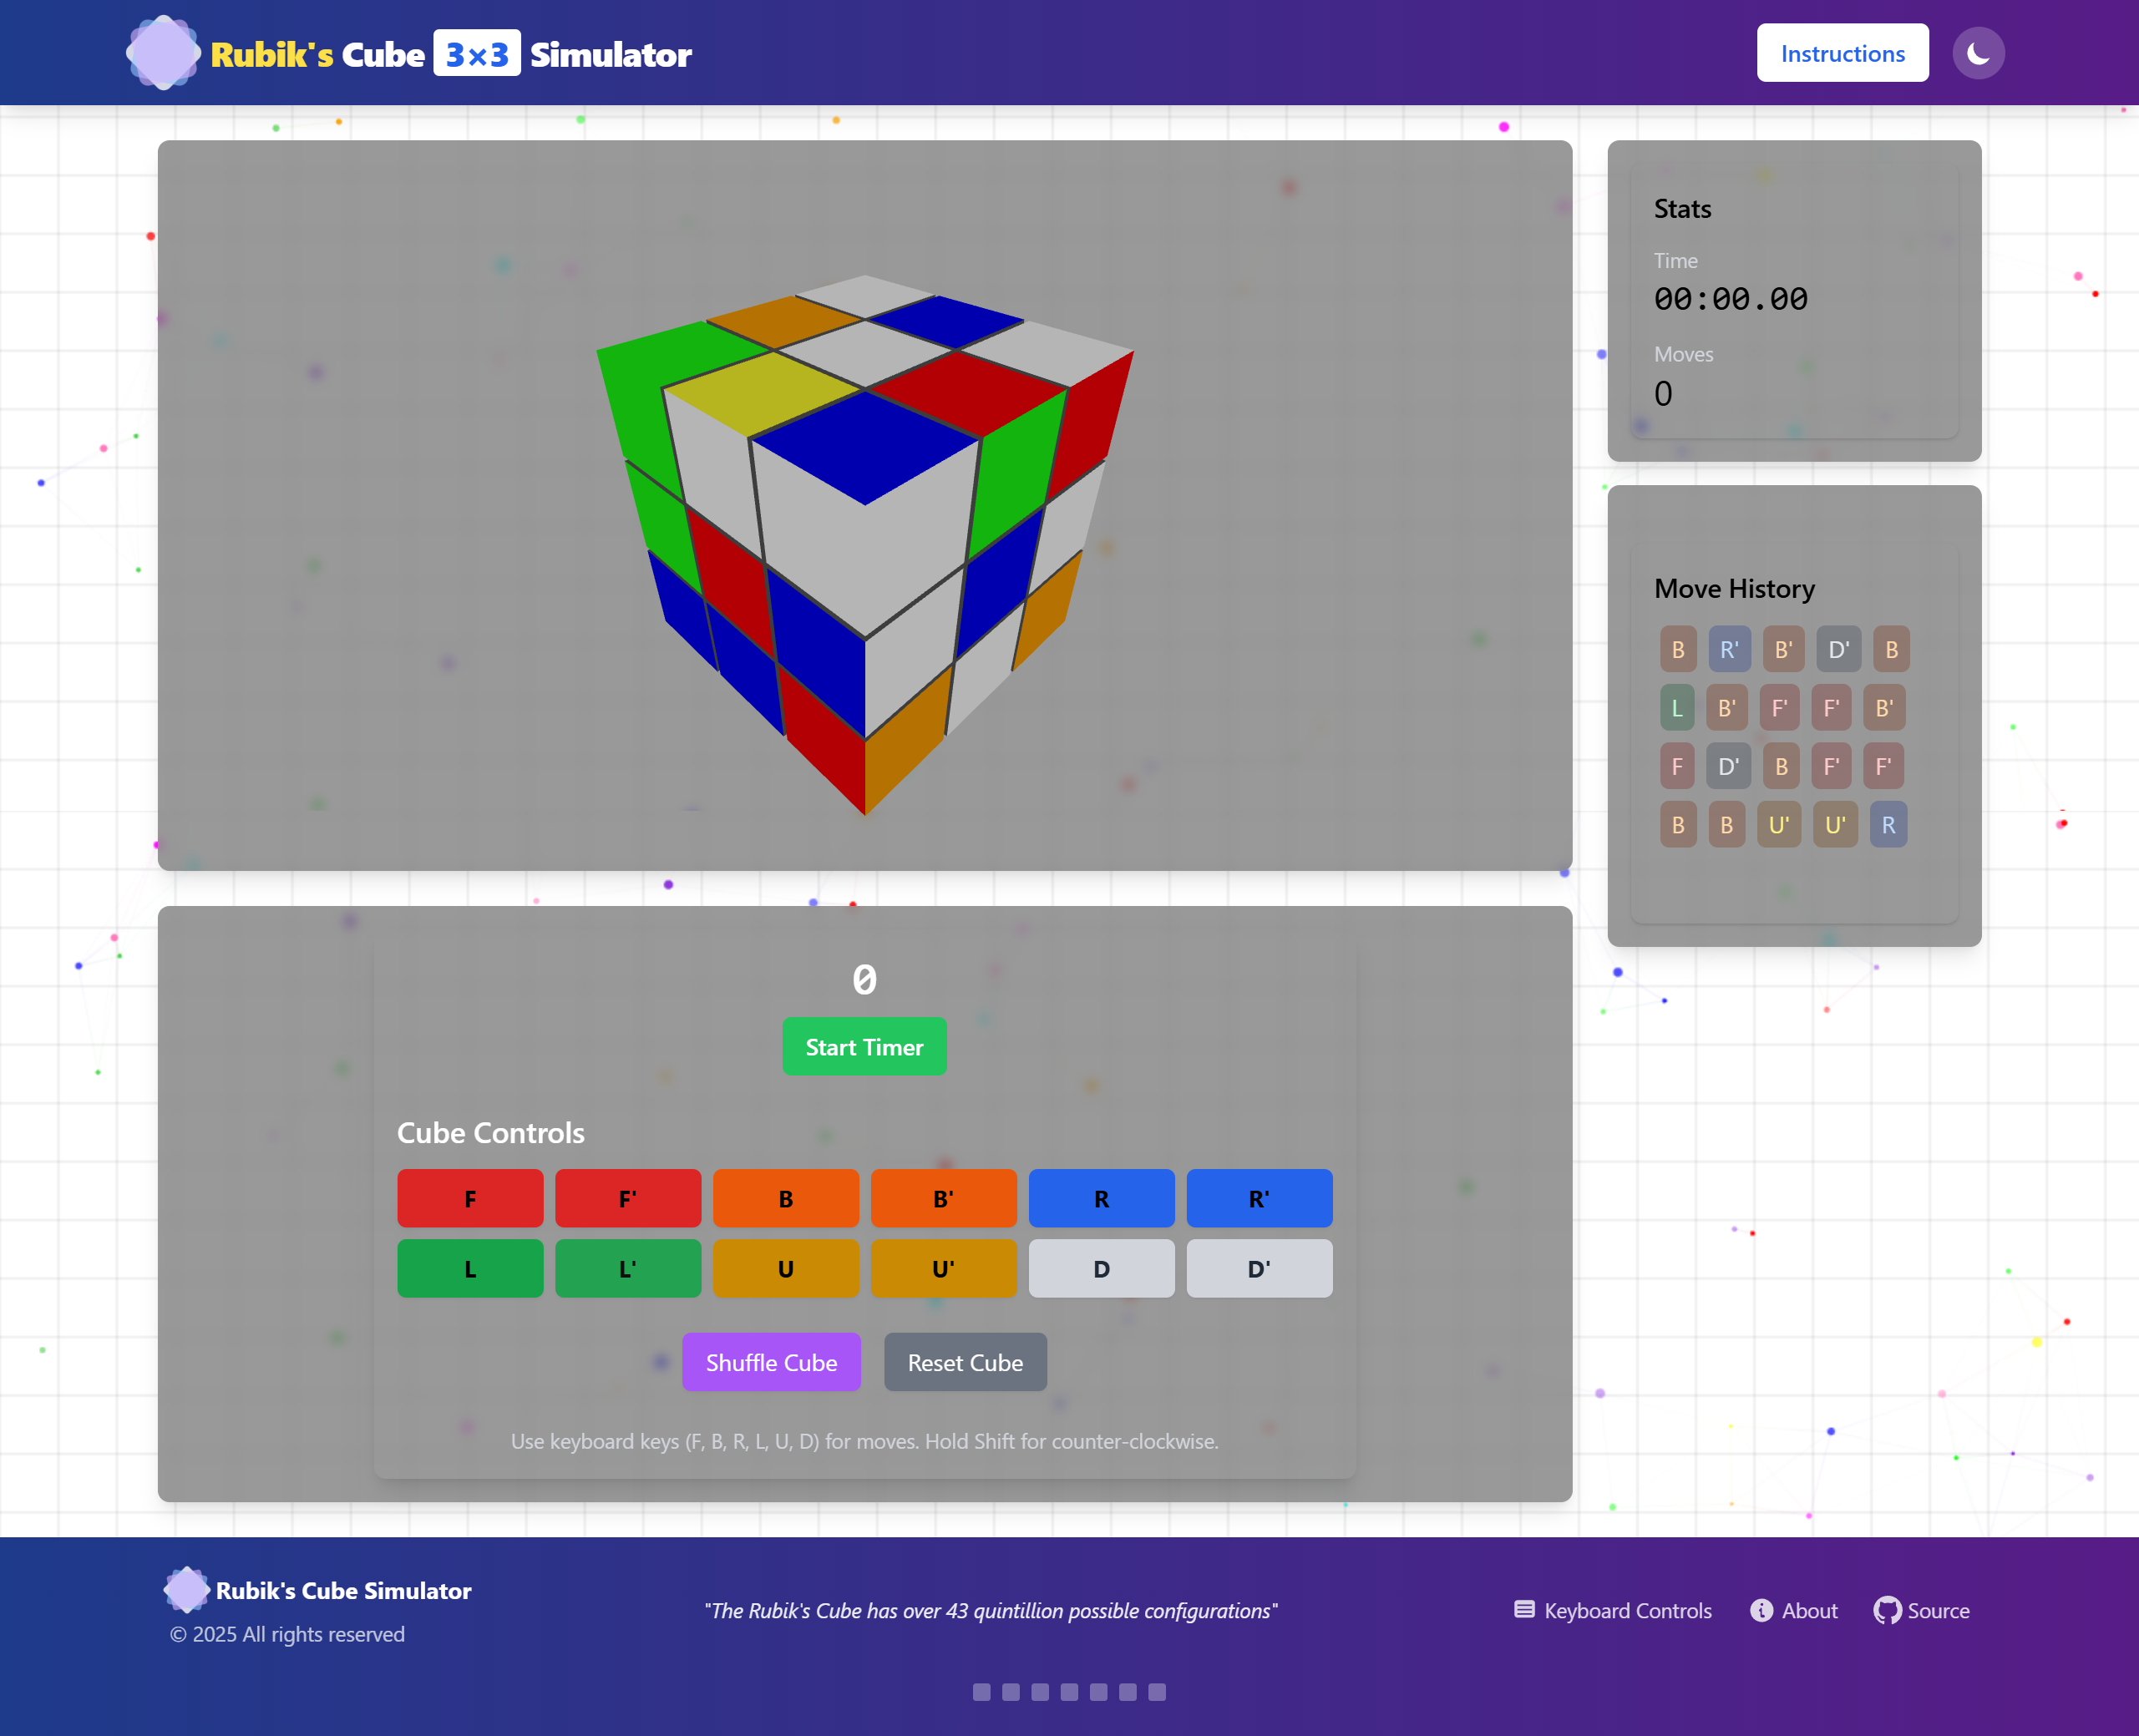 Rubik's Cube 3×3 Simulator
Instructions
Stats
Time
00:00.00
Moves
0
Move History
B R' B' D' B
L B' F' F' B'
F D' B F' F'
B B U' U' R
0
Start Timer
Cube Controls
F F' B B' R R'
L L' U U' D D'
Shuffle Cube Reset Cube
Use keyboard keys (F, B, R, L, U, D) for moves. Hold Shift for counter-clockwise.
Rubik's Cube Simulator
© 2025 All rights reserved
"The Rubik's Cube has over 43 quintillion possible configurations"
Keyboard Controls About Source